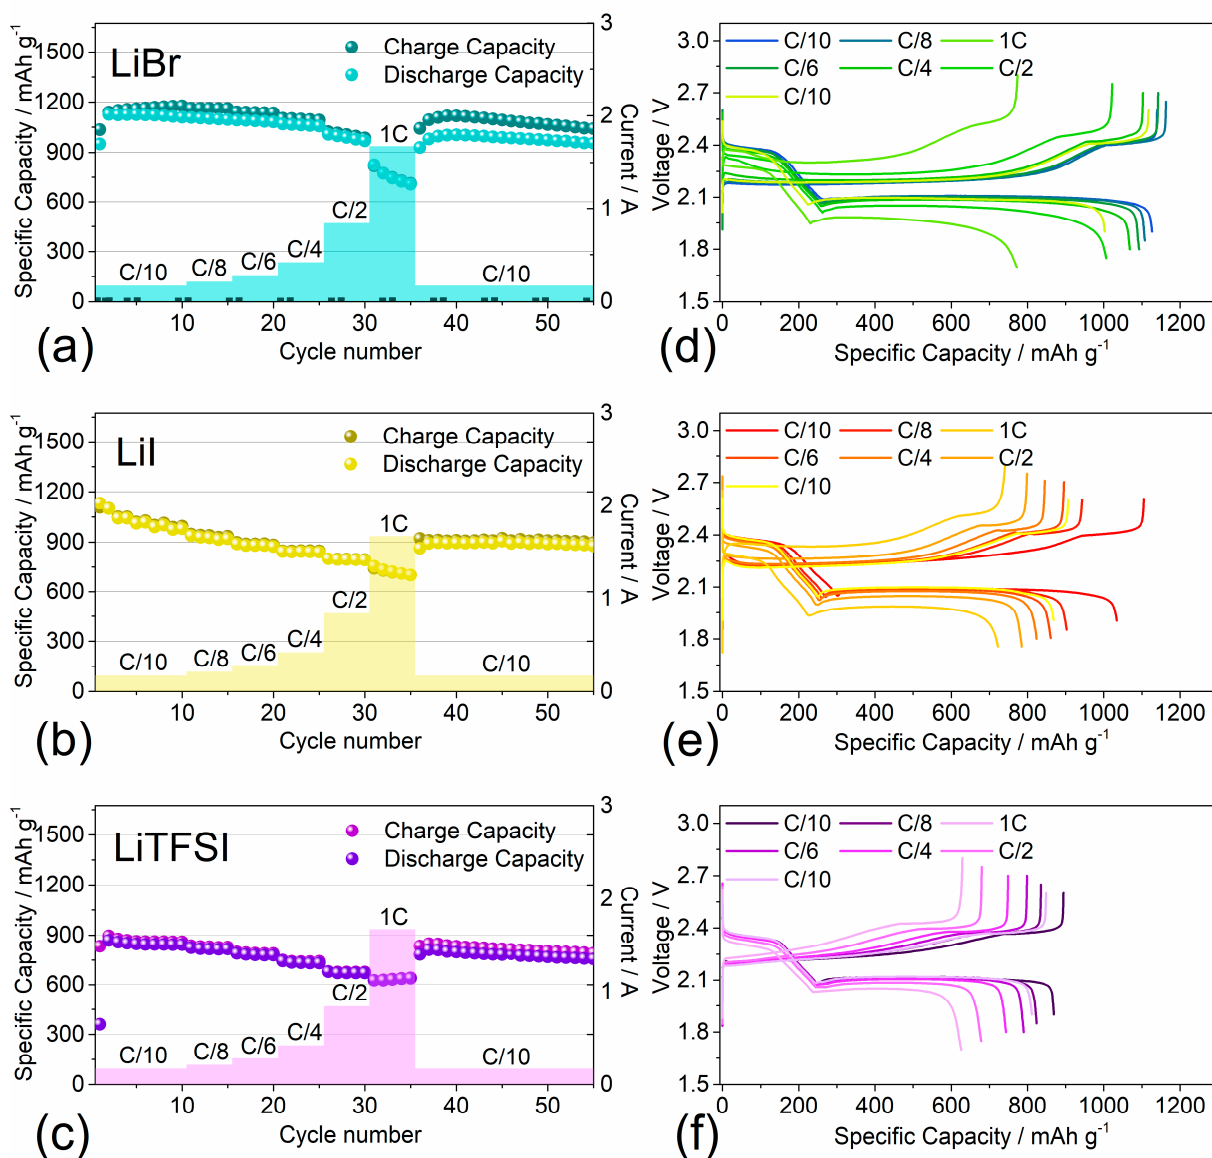 LiBr
Charge Capacity
Discharge Capacity
Specific Capacity / mAh g⁻¹
1500
1200
900
600
300
0
3
2
1
0
Current / A
C/10
C/8
C/6
C/4
C/2
1C
C/10
10
20
30
40
50
Cycle number
(a)
C/10
C/8
1C
C/6
C/4
C/2
C/10
Voltage / V
3.0
2.7
2.4
2.1
1.8
1.5
0
200
400
600
800
1000
1200
Specific Capacity / mAh g⁻¹
(d)
LiI
Charge Capacity
Discharge Capacity
Specific Capacity / mAh g⁻¹
1500
1200
900
600
300
0
3
2
1
0
Current / A
C/10
C/8
C/6
C/4
C/2
1C
C/10
10
20
30
40
50
Cycle number
(b)
C/10
C/8
1C
C/6
C/4
C/2
C/10
Voltage / V
3.0
2.7
2.4
2.1
1.8
1.5
0
200
400
600
800
1000
1200
Specific Capacity / mAh g⁻¹
(e)
LiTFSI
Charge Capacity
Discharge Capacity
Specific Capacity / mAh g⁻¹
1500
1200
900
600
300
0
3
2
1
0
Current / A
C/10
C/8
C/6
C/4
C/2
1C
C/10
10
20
30
40
50
Cycle number
(c)
C/10
C/8
1C
C/6
C/4
C/2
C/10
Voltage / V
3.0
2.7
2.4
2.1
1.8
1.5
0
200
400
600
800
1000
1200
Specific Capacity / mAh g⁻¹
(f)